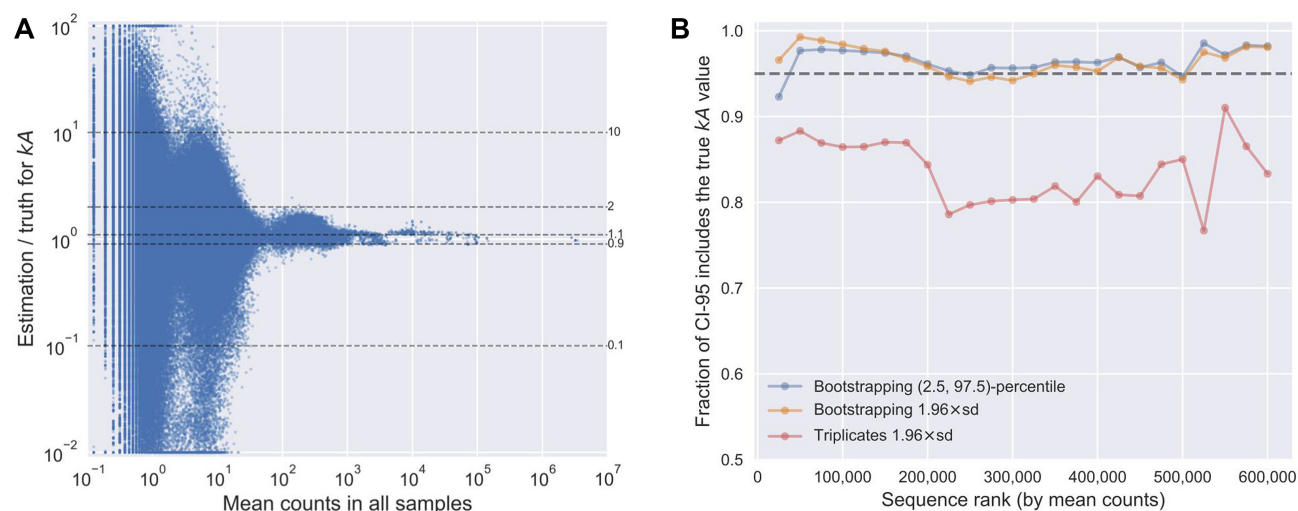 A
Estimation / truth for kA
10²
10¹
10⁰
10⁻¹
10⁻²
10
2
1.1
0.9
0.1
10⁻¹ 10⁰ 10¹ 10² 10³ 10⁴ 10⁵ 10⁶ 10⁷
Mean counts in all samples
B
Fraction of CI-95 includes the true kA value
1.0
0.9
0.8
0.7
0.6
0.5
Bootstrapping (2.5, 97.5)-percentile
Bootstrapping 1.96×sd
Triplicates 1.96×sd
0 100,000 200,000 300,000 400,000 500,000 600,000
Sequence rank (by mean counts)